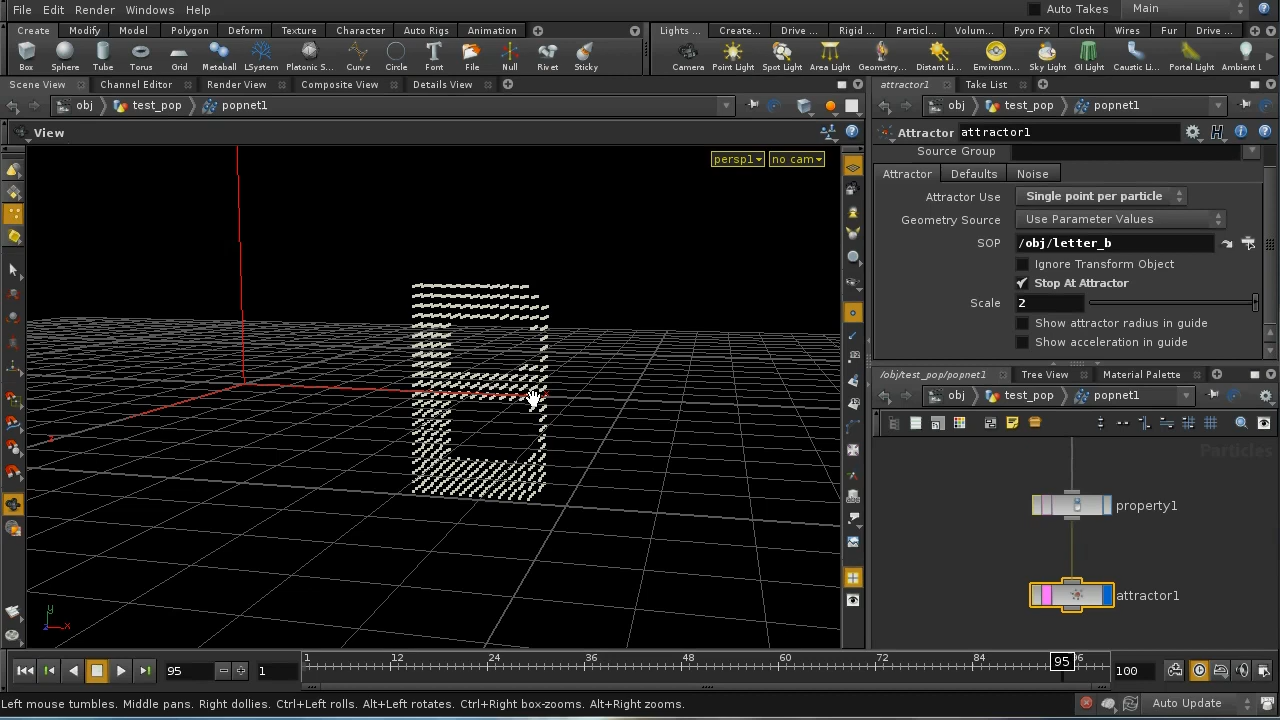 File Edit Render Windows Help Auto Takes Main
Create Modify Model Polygon Deform Texture Character Auto Rigs Animation Lights ... Create... Drive ... Rigid ... Particl... Volum... Pyro FX Cloth Wires Fur Drive ...
Box Sphere Tube Torus Grid Metaball LSystem Platonic S... Curve Circle Font File Null Rivet Sticky Camera Point Light Spot Light Area Light Geometry... Distant Li... Environm... Sky Light GI Light Caustic Li... Portal Light Ambient L
Scene View Channel Editor Render View Composite View Details View attractor1 Take List
obj test_pop popnet1 obj test_pop popnet1
View Attractor attractor1
persp1 no cam
Source Group
Attractor Defaults Noise
Attractor Use Single point per particle
Geometry Source Use Parameter Values
SOP /obj/letter_b
Ignore Transform Object
Stop At Attractor
Scale 2
Show attractor radius in guide
Show acceleration in guide
/obj/test_pop/popnet1 Tree View Material Palette
obj test_pop popnet1
Particles
property1
attractor1
y
z x
95 1 1 12 24 36 48 60 72 84 95 96 100
Left mouse tumbles. Middle pans. Right dollies. Ctrl+Left rolls. Alt+Left rotates. Ctrl+Right box-zooms. Alt+Right zooms. Auto Update